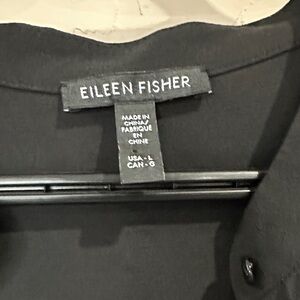 EILEEN FISHER
MADE IN
CHINA/
FABRIQUÉ
EN
CHINE
USA - L
CAN - G